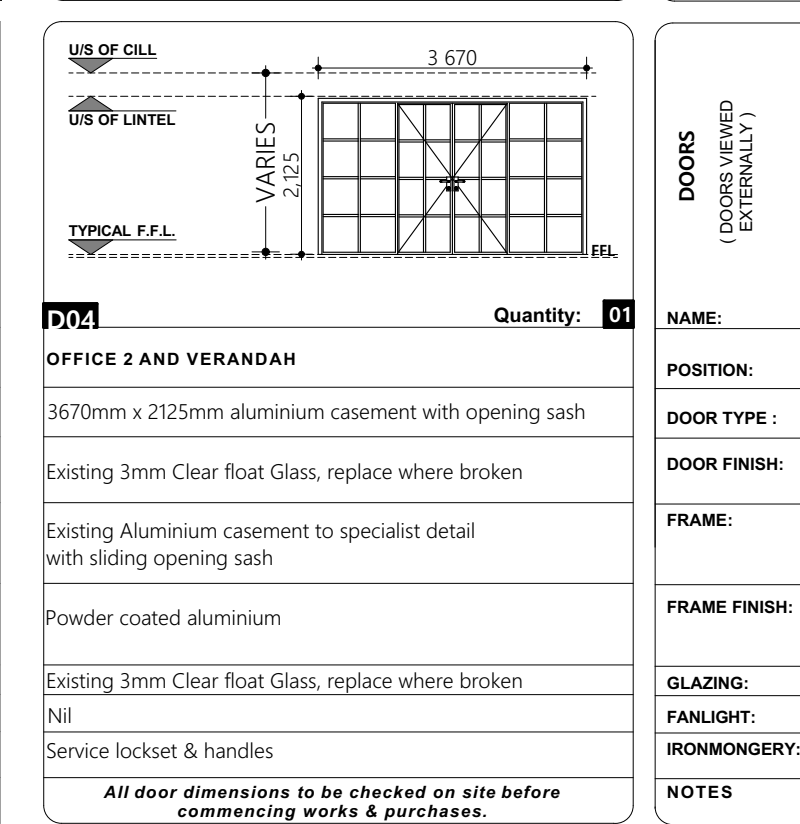 U/S OF CILL
3 670
U/S OF LINTEL
VARIES
2,125
TYPICAL F.F.L.
FFL
D04
Quantity: 01
OFFICE 2 AND VERANDAH
3670mm x 2125mm aluminium casement with opening sash
Existing 3mm Clear float Glass, replace where broken
Existing Aluminium casement to specialist detail
with sliding opening sash
Powder coated aluminium
Existing 3mm Clear float Glass, replace where broken
Nil
Service lockset & handles
All door dimensions to be checked on site before
commencing works & purchases.
DOORS
( DOORS VIEWED
EXTERNALLY )
NAME:
POSITION:
DOOR TYPE :
DOOR FINISH:
FRAME:
FRAME FINISH:
GLAZING:
FANLIGHT:
IRONMONGERY:
NOTES